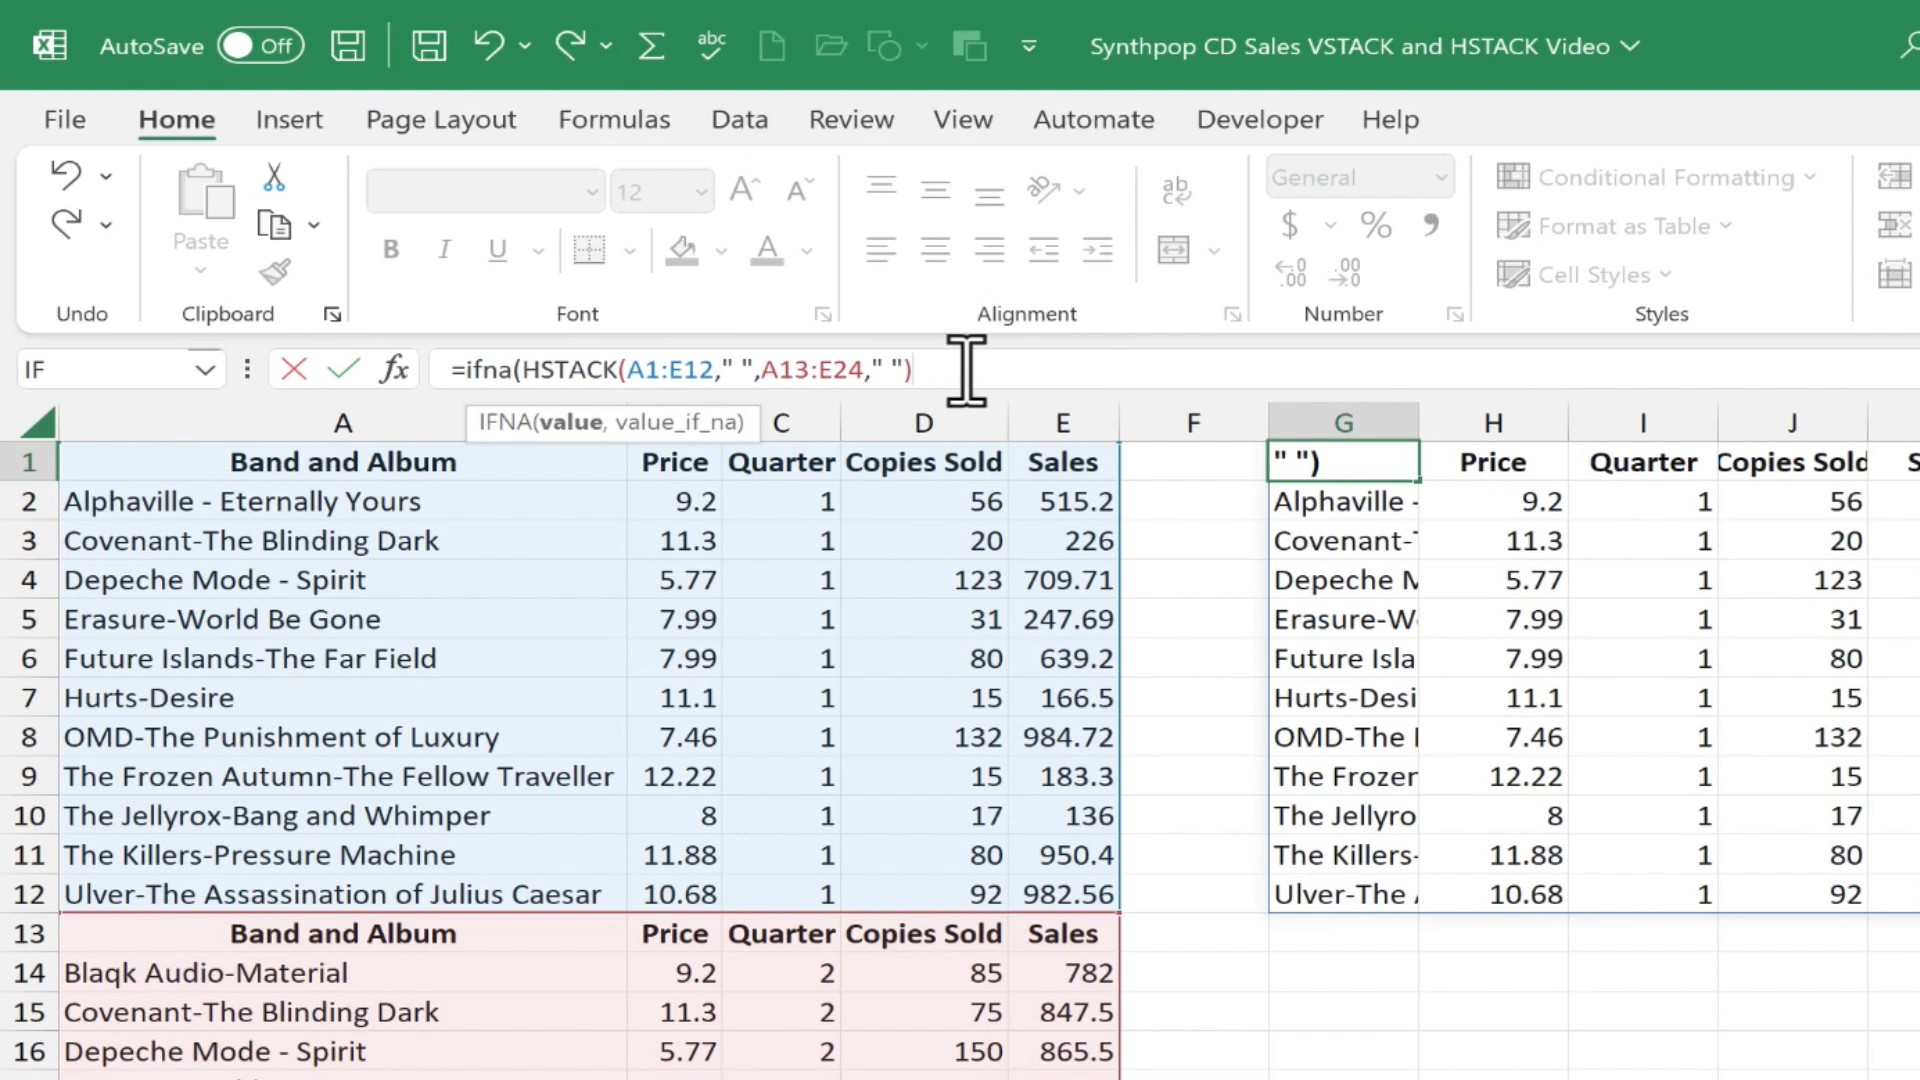 AutoSave Off abc Synthpop CD Sales VSTACK and HSTACK Video
File Home Insert Page Layout Formulas Data Review View Automate Developer Help
12 A A ab c General Conditional Formatting
Paste B I U A $ % , Format as Table
.00 .00 Cell Styles
Undo Clipboard Font Alignment Number Styles
IF fx =ifna(HSTACK(A1:E12," ",A13:E24," ")
IFNA(value, value_if_na)
A C D E F G H I J
1 Band and Album Price Quarter Copies Sold Sales " ") Price Quarter Copies Sold S
2 Alphaville - Eternally Yours 9.2 1 56 515.2 Alphaville - 9.2 1 56
3 Covenant-The Blinding Dark 11.3 1 20 226 Covenant- 11.3 1 20
4 Depeche Mode - Spirit 5.77 1 123 709.71 Depeche M 5.77 1 123
5 Erasure-World Be Gone 7.99 1 31 247.69 Erasure-W 7.99 1 31
6 Future Islands-The Far Field 7.99 1 80 639.2 Future Isla 7.99 1 80
7 Hurts-Desire 11.1 1 15 166.5 Hurts-Desi 11.1 1 15
8 OMD-The Punishment of Luxury 7.46 1 132 984.72 OMD-The 7.46 1 132
9 The Frozen Autumn-The Fellow Traveller 12.22 1 15 183.3 The Frozen 12.22 1 15
10 The Jellyrox-Bang and Whimper 8 1 17 136 The Jellyro 8 1 17
11 The Killers-Pressure Machine 11.88 1 80 950.4 The Killers- 11.88 1 80
12 Ulver-The Assassination of Julius Caesar 10.68 1 92 982.56 Ulver-The 10.68 1 92
13 Band and Album Price Quarter Copies Sold Sales
14 Blaqk Audio-Material 9.2 2 85 782
15 Covenant-The Blinding Dark 11.3 2 75 847.5
16 Depeche Mode - Spirit 5.77 2 150 865.5